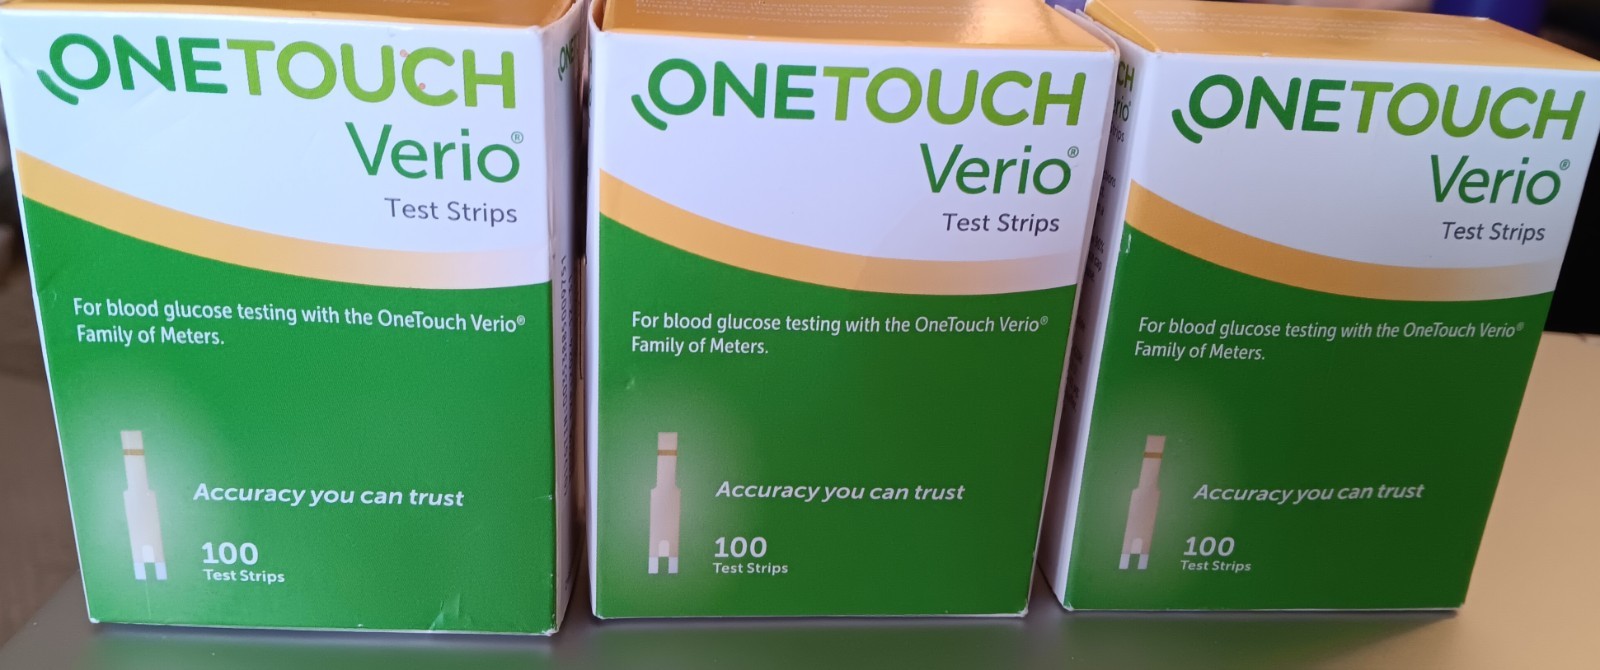 ONETOUCH
Verio®
Test Strips
For blood glucose testing with the OneTouch Verio®
Family of Meters.
Accuracy you can trust
100
Test Strips
ONETOUCH
Verio®
Test Strips
For blood glucose testing with the OneTouch Verio®
Family of Meters.
Accuracy you can trust
100
Test Strips
ONETOUCH
Verio®
Test Strips
For blood glucose testing with the OneTouch Verio®
Family of Meters.
Accuracy you can trust
100
Test Strips